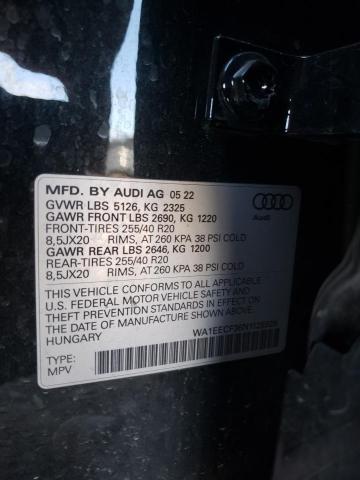 MFD. BY AUDI AG 05 22
GVWR LBS 5126, KG 2325
GAWR FRONT LBS 2690, KG 1220
FRONT-TIRES 255/40 R20
8,5JX20 RIMS, AT 260 KPA 38 PSI COLD
GAWR REAR LBS 2646, KG 1200
REAR-TIRES 255/40 R20
8,5JX20 RIMS, AT 260 KPA 38 PSI COLD
Audi
THIS VEHICLE CONFORMS TO ALL APPLICABLE
U.S. FEDERAL MOTOR VEHICLE SAFETY AND
THEFT PREVENTION STANDARDS IN EFFECT ON
THE DATE OF MANUFACTURE SHOWN ABOVE.
HUNGARY
TYPE:
MPV